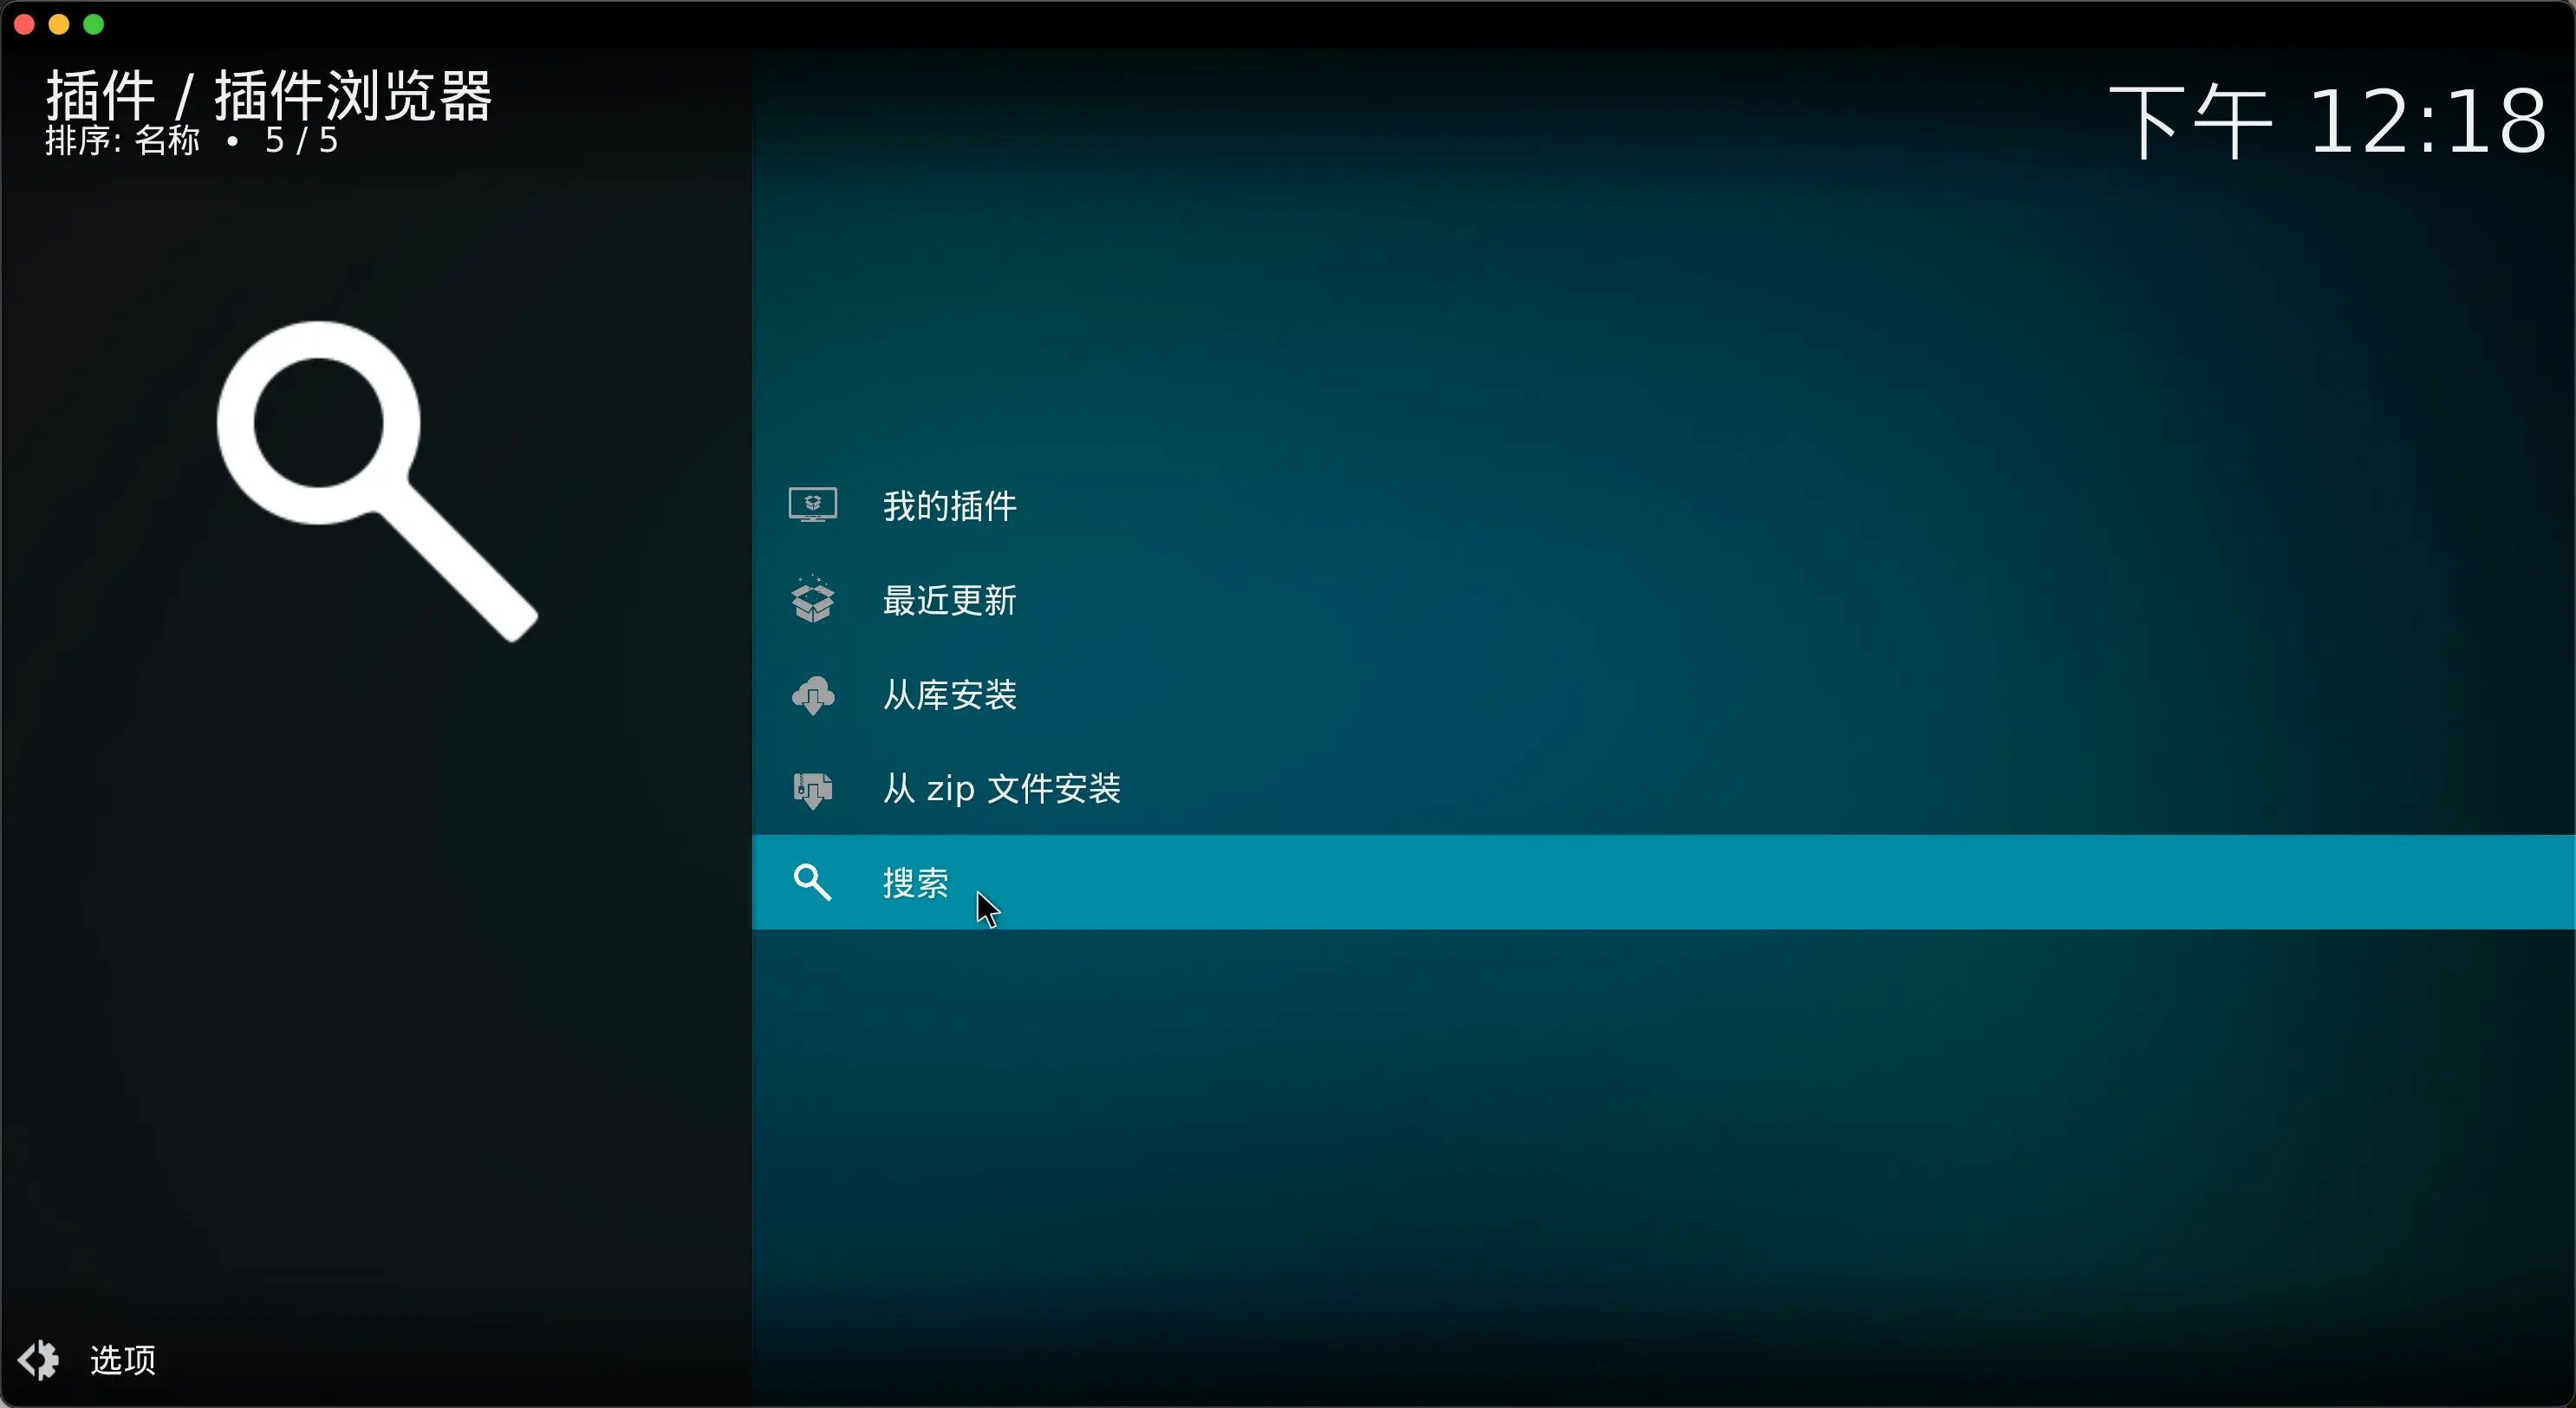 插件 / 插件浏览器
排序: 名称 • 5 / 5
下午 12:18
我的插件
最近更新
从库安装
从 zip 文件安装
搜索
选项